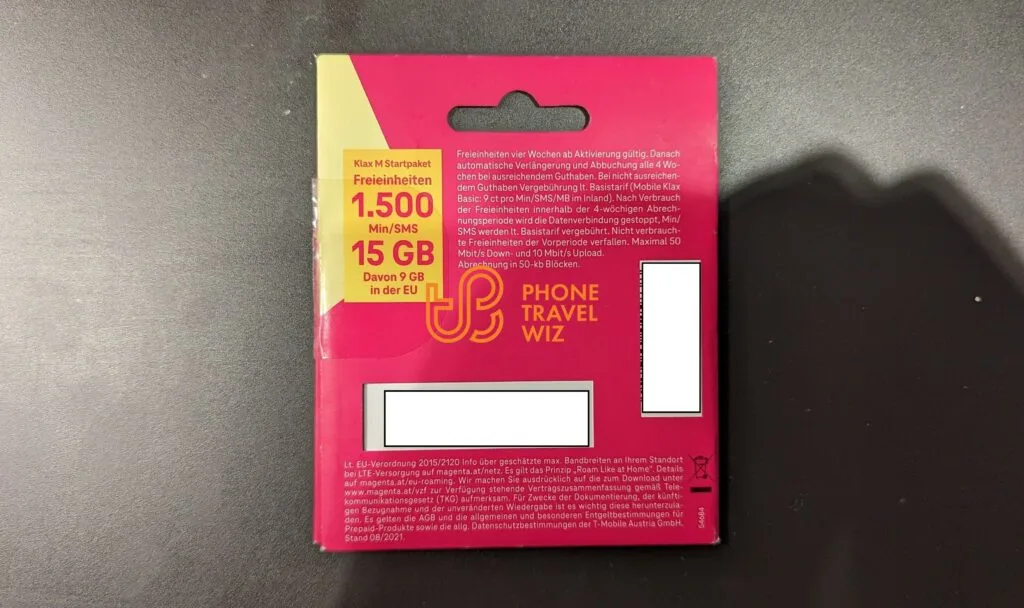 Klax M Startpaket
Freieinheiten
1.500
Min/SMS
15 GB
Davon 9 GB
in der EU
Freieinheiten vier Wochen ab Aktivierung gültig. Danach
automatische Verlängerung und Abbuchung alle 4 Wo-
chen bei ausreichendem Guthaben. Bei nicht ausreichen-
dem Guthaben Vergebührung lt. Basistarif (Mobile Klax
Basic: 9 ct pro Min/SMS/MB im Inland). Nach Verbrauch
der Freieinheiten innerhalb der 4-wöchigen Abrech-
nungsperiode wird die Datenverbindung gestoppt, Min/
SMS werden lt. Basistarif vergebührt. Nicht verbrauch-
te Freieinheiten der Vorperiode verfallen. Maximal 50
Mbit/s Down- und 10 Mbit/s Upload.
Abrechnung in 50-kb Blöcken.
PHONE
TRAVEL
WIZ
Lt. EU-Verordnung 2015/2120 Info über geschätzte max. Bandbreiten an Ihrem Standort
bei LTE-Versorgung auf magenta.at/netz. Es gilt das Prinzip „Roam Like at Home". Details
auf magenta.at/eu-roaming. Wir machen Sie ausdrücklich auf die zum Download unter
www.magenta.at/vzf zur Verfügung stehende Vertragszusammenfassung gemäß Tele-
kommunikationsgesetz (TKG) aufmerksam. Für Zwecke der Dokumentierung, der künfti-
gen Bezugnahme und der unveränderten Wiedergabe ist es wichtig diese herunterzula-
den. Es gelten die AGB und die allgemeinen und besonderen Entgeltbestimmungen für
Prepaid-Produkte sowie die allg. Datenschutzbestimmungen der T-Mobile Austria GmbH.
Stand 08/2021.
54684